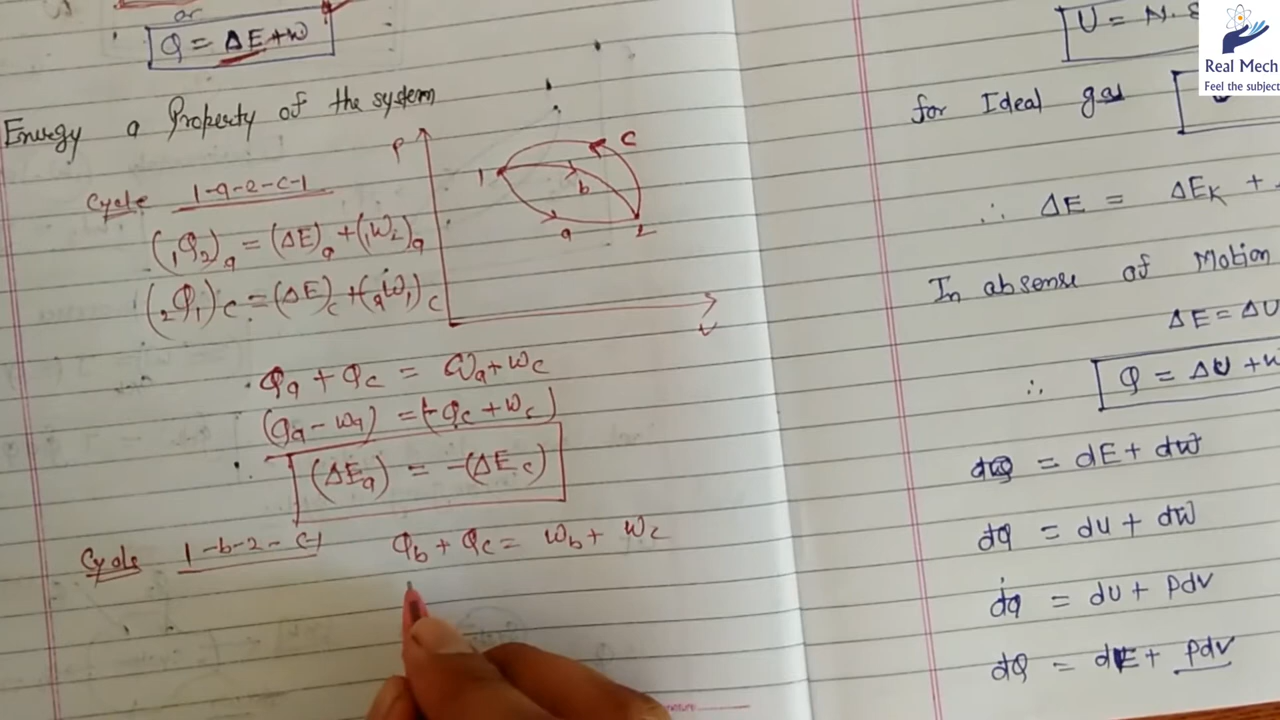 or
Q = ΔE + W
Energy a Property of the system
Cycle 1-a-2-c-1
(₁Q₂)a = (ΔE)a + (₁W₂)a
(₂Q₁)c = (ΔE)c + (₂W₁)c
P
1
c
b
a
2
v
Qa + Qc = Wa + Wc
(Qa - Wa) = (-Qc + Wc)
∴ (ΔEa) = -(ΔEc)
Cycle 1-b-2-c-1 Qb + Qc = Wb + Wc
U = N.
for Ideal gas
∴ ΔE = ΔEK +
In absense of Motion
ΔE = ΔU
∴ Q = ΔU + W
dQ = dE + dW
dQ = dU + dW
dQ = dU + Pdv
dQ = dE + Pdv
Real Mech
Feel the subject